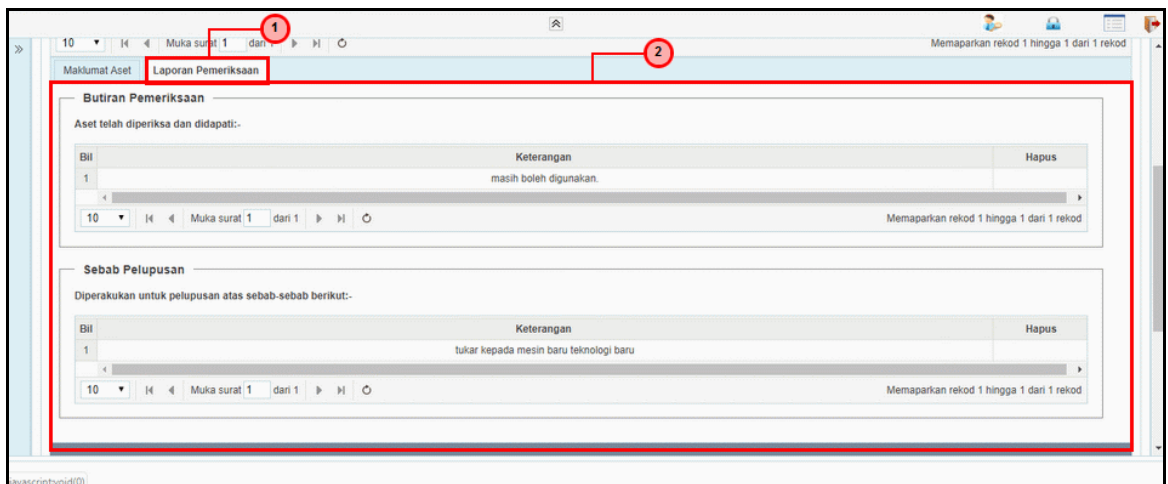 1
10 Muka surat 1 dari 1 Memaparkan rekod 1 hingga 1 dari 1 rekod
2
Maklumat Aset Laporan Pemeriksaan
Butiran Pemeriksaan
Aset telah diperiksa dan didapati:-
Bil Keterangan Hapus
1 masih boleh digunakan.
10 Muka surat 1 dari 1 Memaparkan rekod 1 hingga 1 dari 1 rekod
Sebab Pelupusan
Diperakukan untuk pelupusan atas sebab-sebab berikut:-
Bil Keterangan Hapus
1 tukar kepada mesin baru teknologi baru
10 Muka surat 1 dari 1 Memaparkan rekod 1 hingga 1 dari 1 rekod
javascript:void(0)